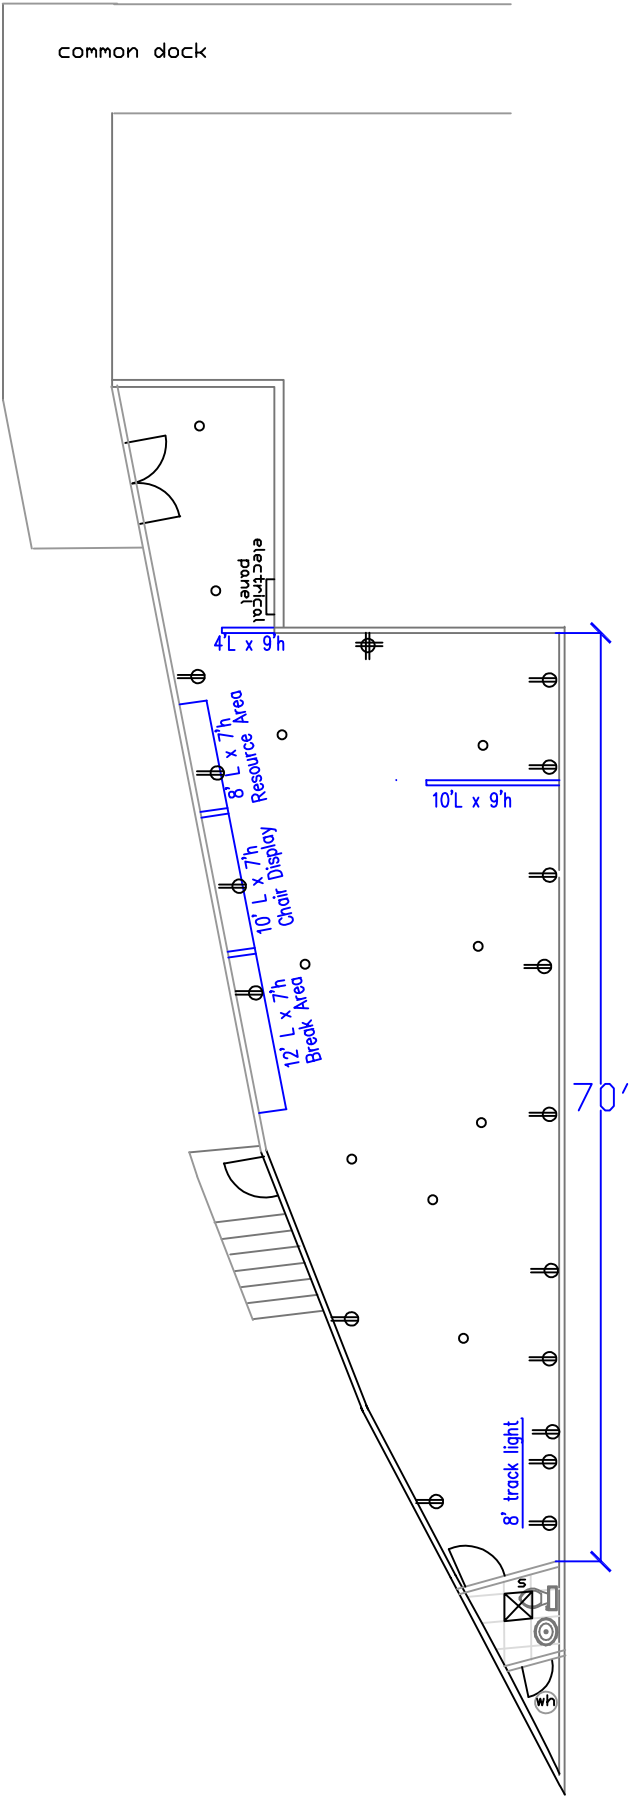 common dock
electrical
panel
4'L x 9'h
8' L x 7'h
Resource Area
10'L x 9'h
10' L x 7'h
Chair Display
12' L x 7'h
Break Area
70'
8' track light
s
wh